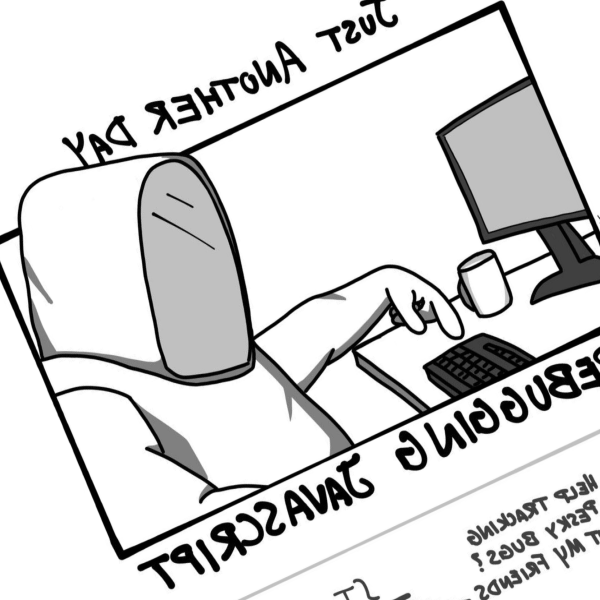 JUST ANOTHER DAY
EBUGGING JAVASCRIPT
HELP TRACKING
PESKY BUGS?
MY FRIENDS